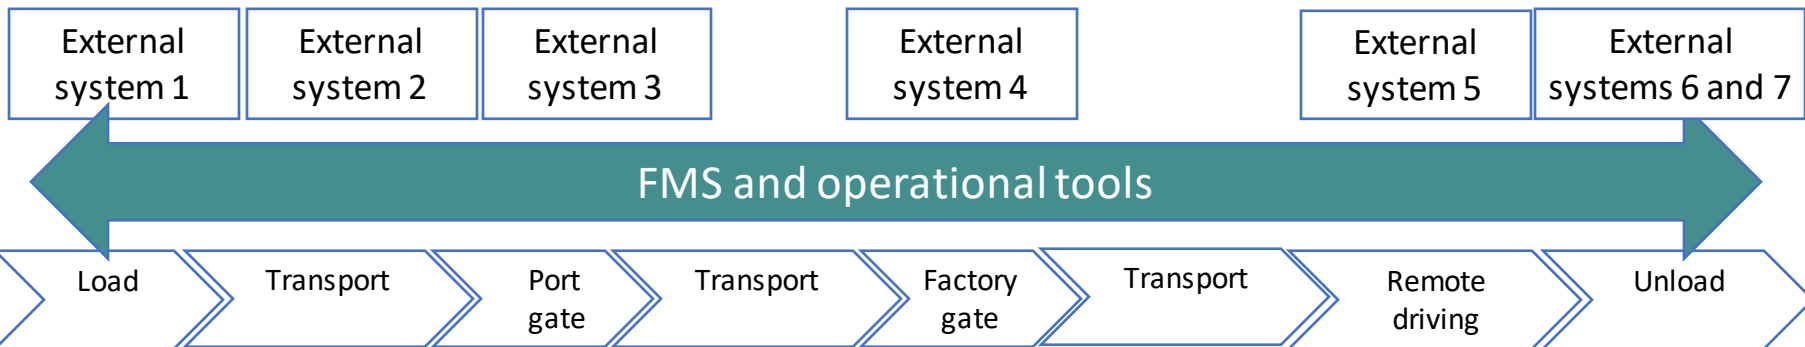 External
system 1
External
system 2
External
system 3
External
system 4
External
system 5
External
systems 6 and 7
FMS and operational tools
Load
Transport
Port
gate
Transport
Factory
gate
Transport
Remote
driving
Unload